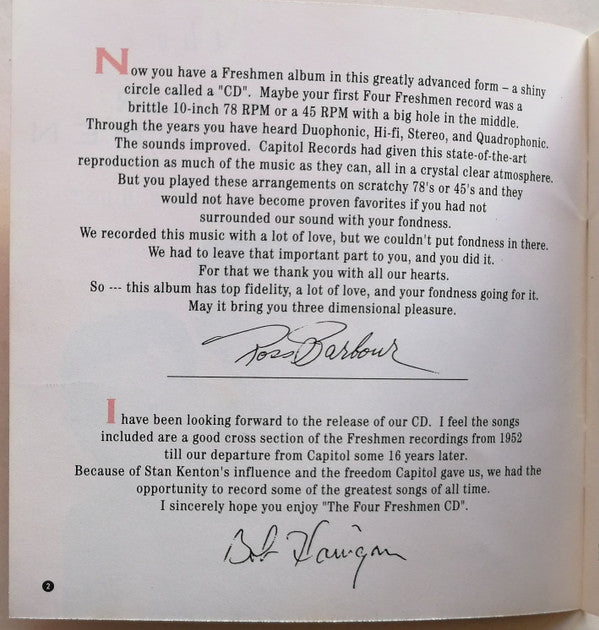 Now you have a Freshmen album in this greatly advanced form – a shiny
circle called a "CD". Maybe your first Four Freshmen record was a
brittle 10-inch 78 RPM or a 45 RPM with a big hole in the middle.
Through the years you have heard Duophonic, Hi-fi, Stereo, and Quadrophonic.
The sounds improved. Capitol Records had given this state-of-the-art
reproduction as much of the music as they can, all in a crystal clear atmosphere.
But you played these arrangements on scratchy 78's or 45's and they
would not have become proven favorites if you had not
surrounded our sound with your fondness.
We recorded this music with a lot of love, but we couldn't put fondness in there.
We had to leave that important part to you, and you did it.
For that we thank you with all our hearts.
So --- this album has top fidelity, a lot of love, and your fondness going for it.
May it bring you three dimensional pleasure.
Ross Barbour
I have been looking forward to the release of our CD. I feel the songs
included are a good cross section of the Freshmen recordings from 1952
till our departure from Capitol some 16 years later.
Because of Stan Kenton's influence and the freedom Capitol gave us, we had the
opportunity to record some of the greatest songs of all time.
I sincerely hope you enjoy "The Four Freshmen CD".
Bob Flanigan
2